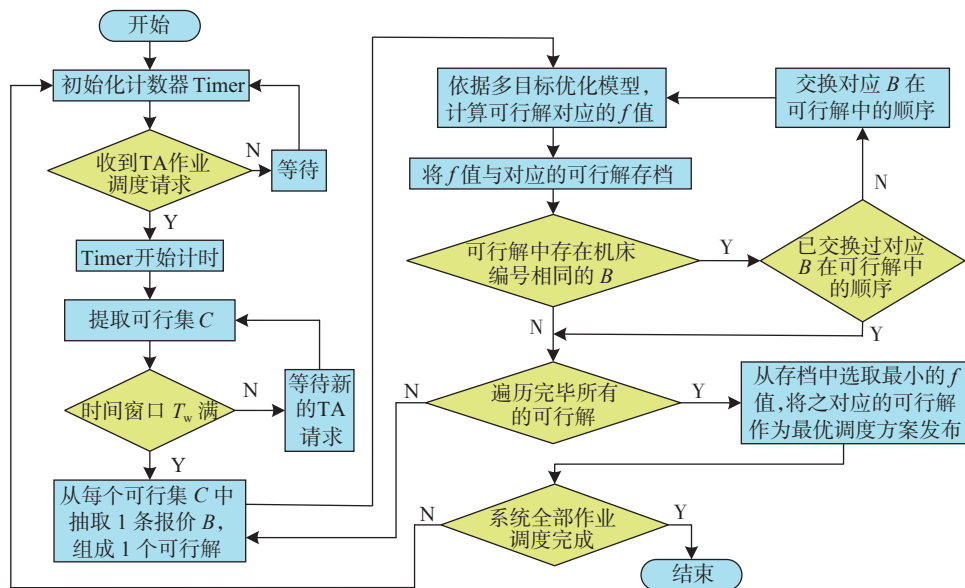 开始
初始化计数器 Timer
收到TA作业
调度请求
N
等待
Y
Timer开始计时
提取可行集 C
时间窗口 Tw 满
N
等待新
的TA
请求
Y
从每个可行集 C 中
抽取 1 条报价 B，
组成 1 个可行解
依据多目标优化模型，
计算可行解对应的 f 值
将 f 值与对应的可行解存档
可行解中存在机床
编号相同的 B
Y
已交换过对应
B 在可行解中
的顺序
N
交换对应 B 在
可行解中的顺序
Y
N
遍历完毕所有
的可行解
N
Y
从存档中选取最小的 f
值，将之对应的可行解
作为最优调度方案发布
系统全部作业
调度完成
N
Y
结束